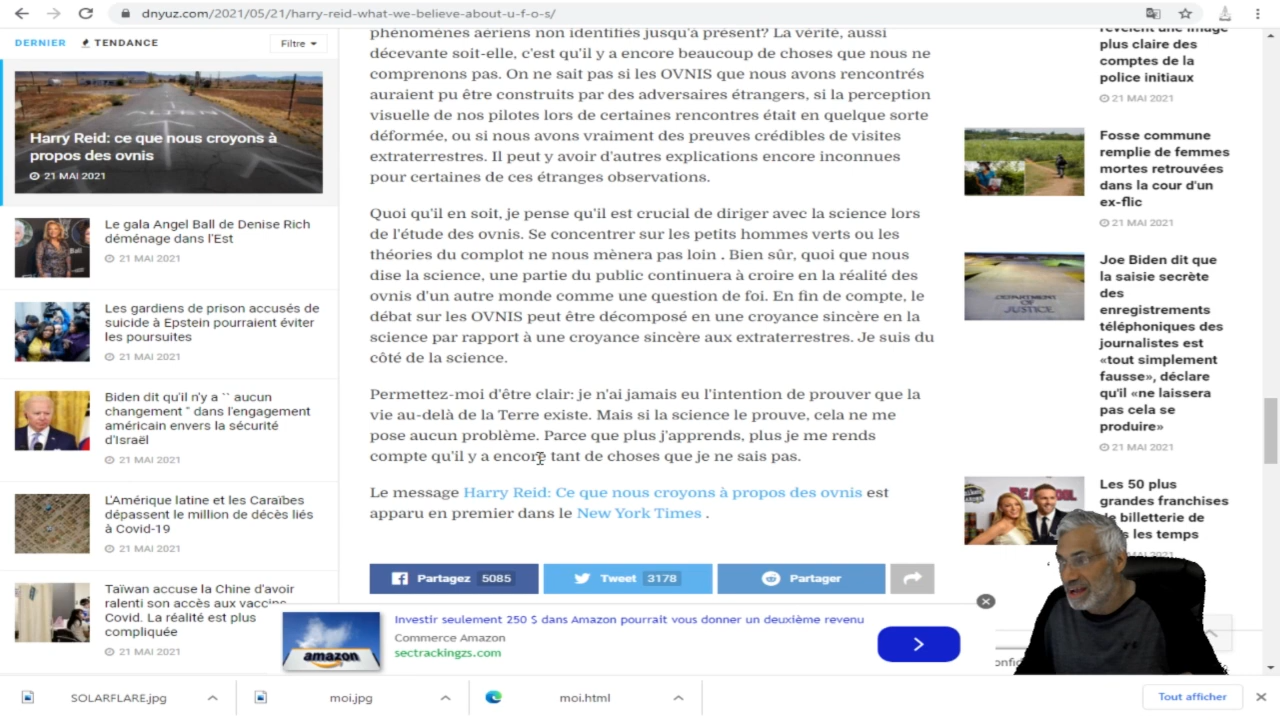 dnyuz.com/2021/05/21/harry-reid-what-we-believe-about-u-f-o-s/
DERNIER
TENDANCE
Filtre
ALIEN
Harry Reid: ce que nous croyons à
propos des ovnis
21 MAI 2021
Le gala Angel Ball de Denise Rich
déménage dans l'Est
21 MAI 2021
Les gardiens de prison accusés de
suicide à Epstein pourraient éviter
les poursuites
21 MAI 2021
Biden dit qu'il n'y a `` aucun
changement " dans l'engagement
américain envers la sécurité
d'Israël
21 MAI 2021
L'Amérique latine et les Caraïbes
dépassent le million de décès liés
à Covid-19
21 MAI 2021
Taïwan accuse la Chine d'avoir
ralenti son accès aux vaccins
Covid. La réalité est plus
compliquée
21 MAI 2021
phénomènes aériens non identifiés jusqu'à présent? La vérité, aussi
décevante soit-elle, c'est qu'il y a encore beaucoup de choses que nous ne
comprenons pas. On ne sait pas si les OVNIS que nous avons rencontrés
auraient pu être construits par des adversaires étrangers, si la perception
visuelle de nos pilotes lors de certaines rencontres était en quelque sorte
déformée, ou si nous avons vraiment des preuves crédibles de visites
extraterrestres. Il peut y avoir d'autres explications encore inconnues
pour certaines de ces étranges observations.
Quoi qu'il en soit, je pense qu'il est crucial de diriger avec la science lors
de l'étude des ovnis. Se concentrer sur les petits hommes verts ou les
théories du complot ne nous mènera pas loin . Bien sûr, quoi que nous
dise la science, une partie du public continuera à croire en la réalité des
ovnis d'un autre monde comme une question de foi. En fin de compte, le
débat sur les OVNIS peut être décomposé en une croyance sincère en la
science par rapport à une croyance sincère aux extraterrestres. Je suis du
côté de la science.
Permettez-moi d'être clair: je n'ai jamais eu l'intention de prouver que la
vie au-delà de la Terre existe. Mais si la science le prouve, cela ne me
pose aucun problème. Parce que plus j'apprends, plus je me rends
compte qu'il y a encore tant de choses que je ne sais pas.
Le message Harry Reid: Ce que nous croyons à propos des ovnis est
apparu en premier dans le New York Times .
Partagez 5085
Tweet 3178
Partager
révèlent une image
plus claire des
comptes de la
police initiaux
21 MAI 2021
Fosse commune
remplie de femmes
mortes retrouvées
dans la cour d'un
ex-flic
21 MAI 2021
DEPARTMENT
OF
JUSTICE
Joe Biden dit que
la saisie secrète
des
enregistrements
téléphoniques des
journalistes est
«tout simplement
fausse», déclare
qu'il «ne laissera
pas cela se
produire»
21 MAI 2021
Les 50 plus
grandes franchises
de billetterie de
les temps
MAI 2021
amazon
Investir seulement 250 $ dans Amazon pourrait vous donner un deuxième revenu
Commerce Amazon
sectrackingzs.com
SOLARFLARE.jpg
moi.jpg
moi.html
Tout afficher